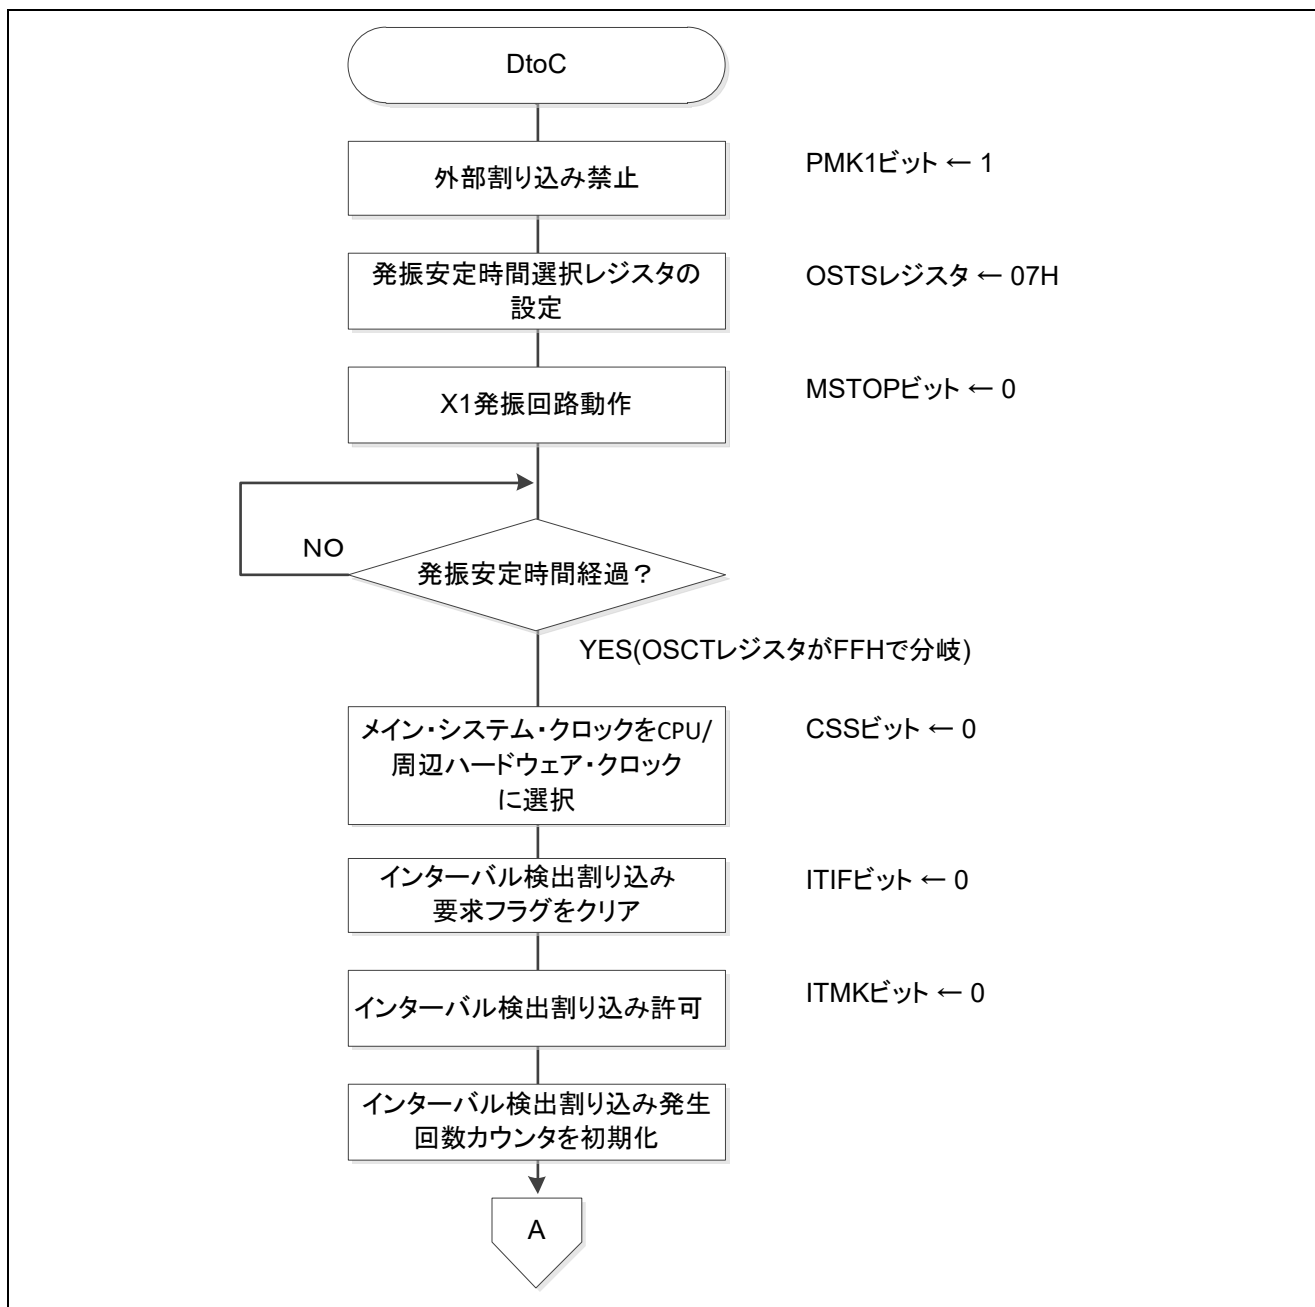 DtoC
外部割り込み禁止
PMK1ビット ← 1
発振安定時間選択レジスタの
設定
OSTSレジスタ ← 07H
X1発振回路動作
MSTOPビット ← 0
NO
発振安定時間経過？
YES(OSCTレジスタがFFHで分岐)
メイン・システム・クロックをCPU/
周辺ハードウェア・クロック
に選択
CSSビット ← 0
インターバル検出割り込み
要求フラグをクリア
ITIFビット ← 0
インターバル検出割り込み許可
ITMKビット ← 0
インターバル検出割り込み発生
回数カウンタを初期化
A